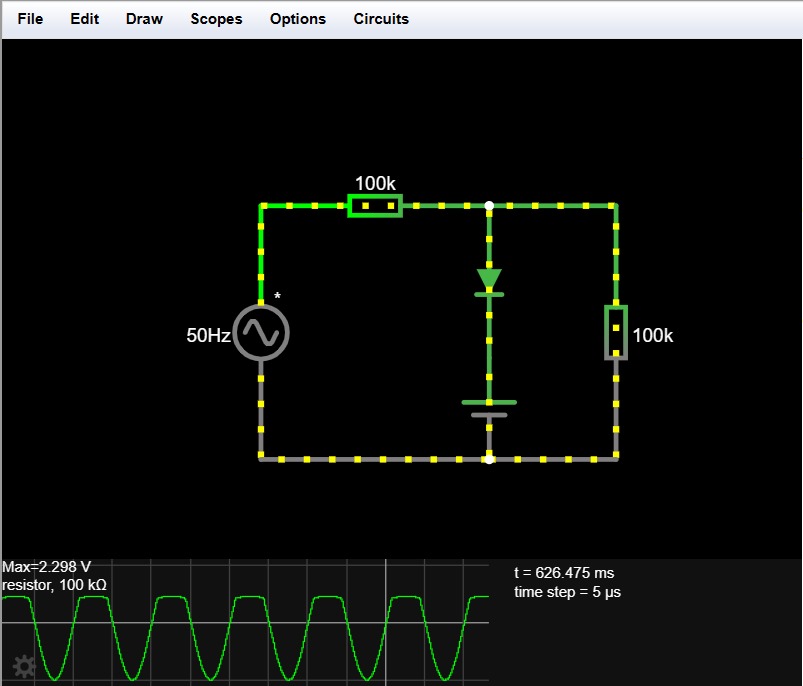 File Edit Draw Scopes Options Circuits
100k
*
50Hz
100k
Max=2.298 V
resistor, 100 kΩ
t = 626.475 ms
time step = 5 µs